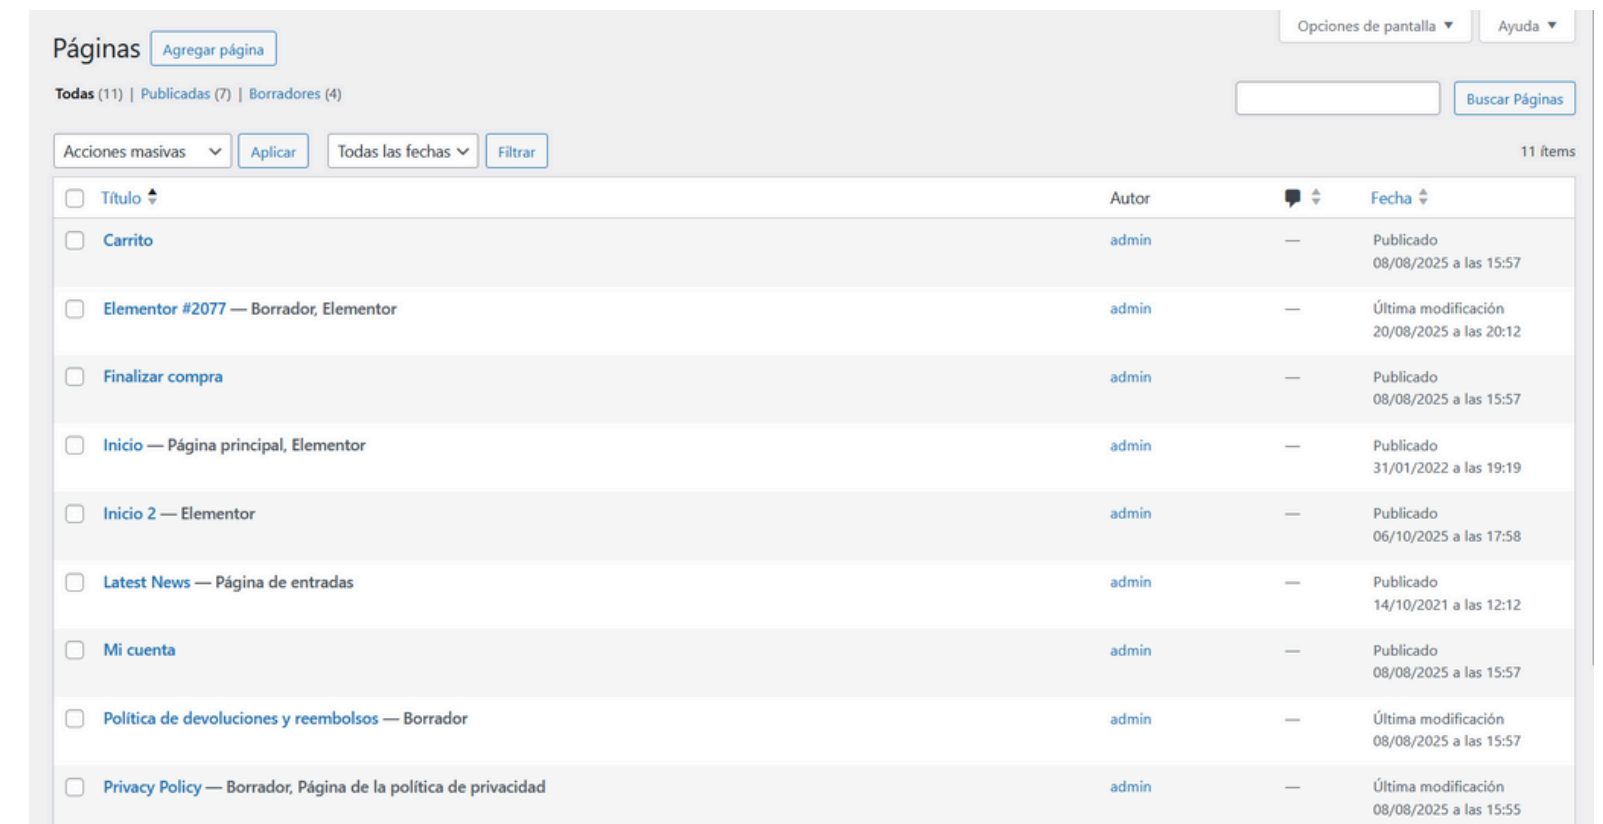 Opciones de pantalla ▼ Ayuda ▼
Páginas Agregar página
Todas (11) | Publicadas (7) | Borradores (4)
Buscar Páginas
Acciones masivas Aplicar Todas las fechas Filtrar 11 ítems
Título Autor Fecha
Carrito admin — Publicado
08/08/2025 a las 15:57
Elementor #2077 — Borrador, Elementor admin — Última modificación
20/08/2025 a las 20:12
Finalizar compra admin — Publicado
08/08/2025 a las 15:57
Inicio — Página principal, Elementor admin — Publicado
31/01/2022 a las 19:19
Inicio 2 — Elementor admin — Publicado
06/10/2025 a las 17:58
Latest News — Página de entradas admin — Publicado
14/10/2021 a las 12:12
Mi cuenta admin — Publicado
08/08/2025 a las 15:57
Política de devoluciones y reembolsos — Borrador admin — Última modificación
08/08/2025 a las 15:57
Privacy Policy — Borrador, Página de la política de privacidad admin — Última modificación
08/08/2025 a las 15:55